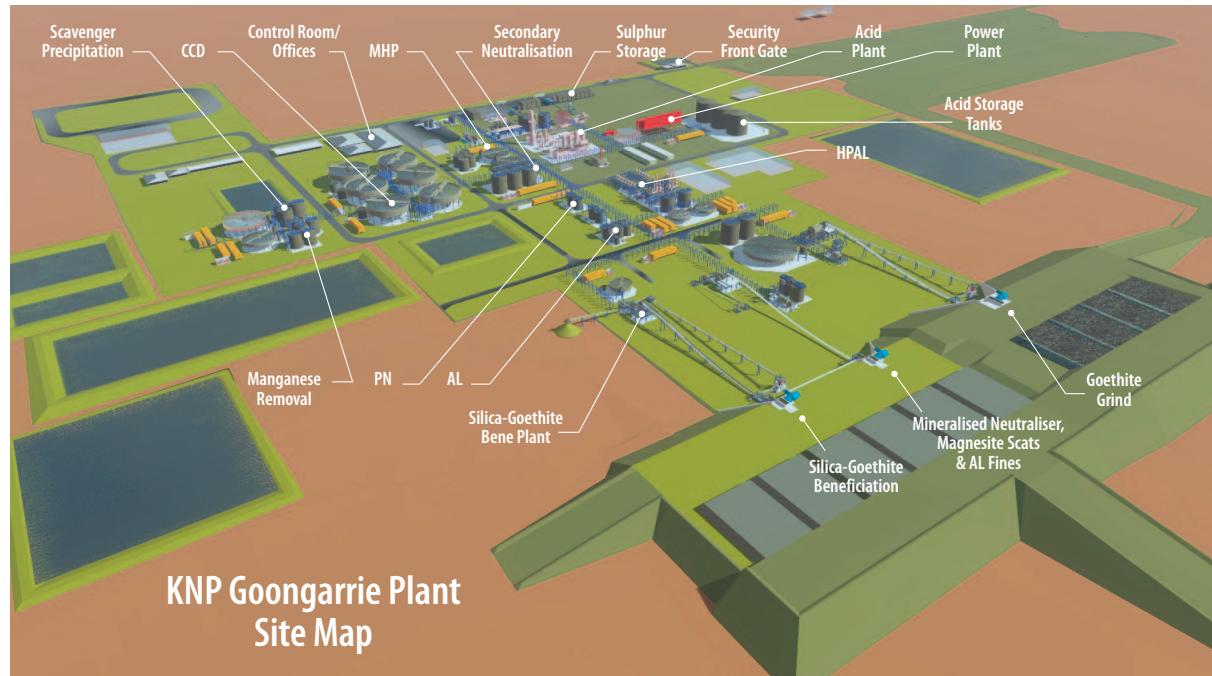 Scavenger
Precipitation
CCD
Control Room/
Offices
MHP
Secondary
Neutralisation
Sulphur
Storage
Security
Front Gate
Acid
Plant
Power
Plant
Acid Storage
Tanks
HPAL
Manganese
Removal
PN
AL
Silica-Goethite
Bene Plant
Silica-Goethite
Beneficiation
Mineralised Neutraliser,
Magnesite Scats
& AL Fines
Goethite
Grind
KNP Goongarrie Plant
Site Map